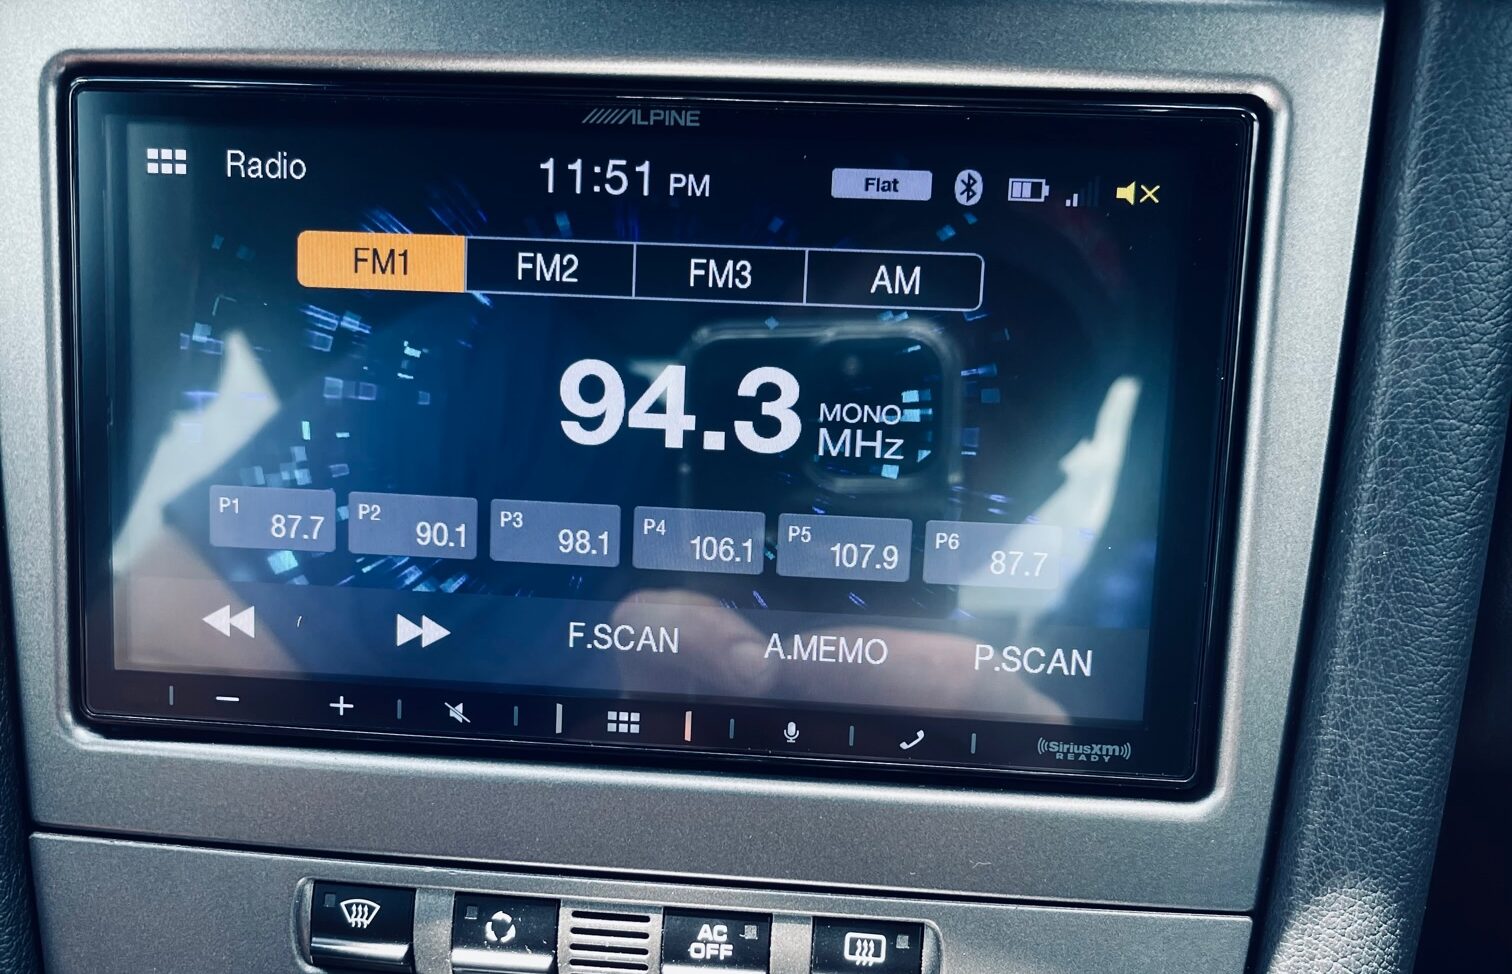 ALPINE
Radio
11:51 PM
Flat
FM1 FM2 FM3 AM
94.3 MONO MHz
P1 87.7 P2 90.1 P3 98.1 P4 106.1 P5 107.9 P6 87.7
F.SCAN A.MEMO P.SCAN
SiriusXm
READY
AC
OFF